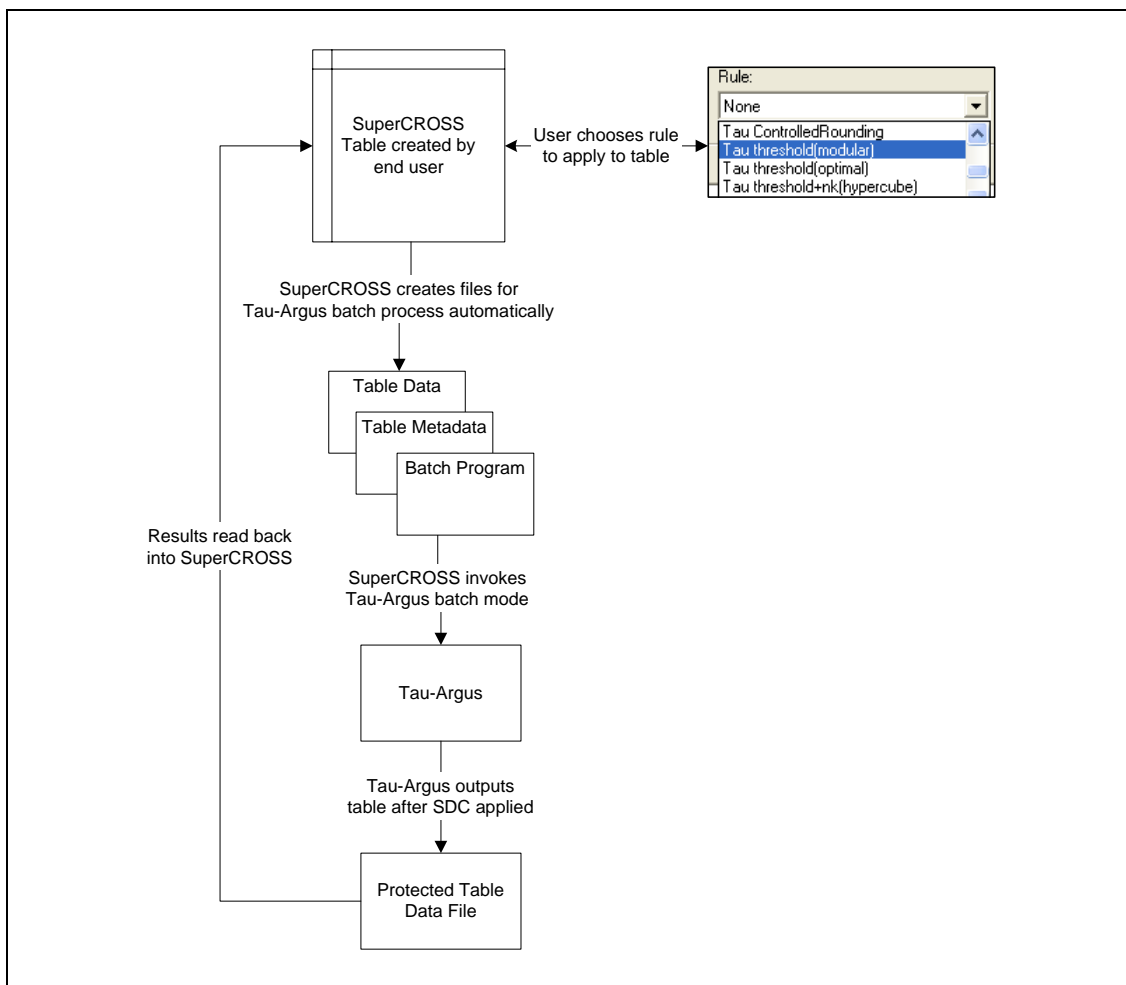 SuperCROSS
Table created by
end user
User chooses rule
to apply to table
Rule:
None
Tau ControlledRounding
Tau threshold(modular)
Tau threshold(optimal)
Tau threshold+nk(hypercube)
SuperCROSS creates files for
Tau-Argus batch process automatically
Table Data
Table Metadata
Batch Program
Results read back
into SuperCROSS
SuperCROSS invokes
Tau-Argus batch mode
Tau-Argus
Tau-Argus outputs
table after SDC applied
Protected Table
Data File